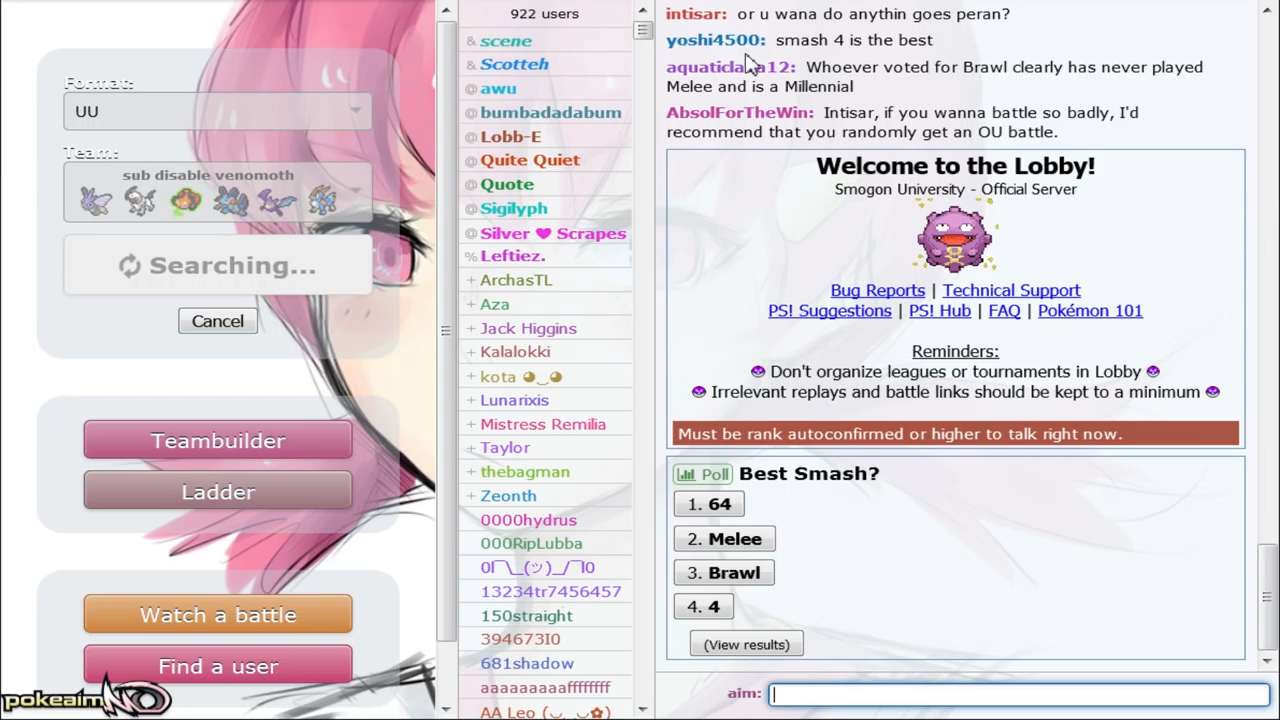 Format:
UU
Team:
sub disable venomoth
Searching...
Cancel
Teambuilder
Ladder
Watch a battle
Find a user
pokeaimMD
922 users
& scene
& Scotteh
@ awu
@ bumbadadabum
@ Lobb-E
@ Quite Quiet
@ Quote
@ Sigilyph
@ Silver ♥ Scrapes
% Leftiez.
+ ArchasTL
+ Aza
+ Jack Higgins
+ Kalalokki
+ kota ◕‿◕
+ Lunarixis
+ Mistress Remilia
+ Taylor
+ thebagman
+ Zeonth
0000hydrus
000RipLubba
0l¯\_(ツ)_/¯l0
13234tr7456457
150straight
394673I0
681shadow
aaaaaaaaaffffffff
AA Leo (◡‿◡✿)
intisar: or u wana do anythin goes peran?
yoshi4500: smash 4 is the best
12: Whoever voted for Brawl clearly has never played
Melee and is a Millennial
AbsolForTheWin: Intisar, if you wanna battle so badly, I'd
recommend that you randomly get an OU battle.
Welcome to the Lobby!
Smogon University - Official Server
Bug Reports | Technical Support
PS! Suggestions | PS! Hub | FAQ | Pokémon 101
Reminders:
Don't organize leagues or tournaments in Lobby
Irrelevant replays and battle links should be kept to a minimum
Must be rank autoconfirmed or higher to talk right now.
Poll Best Smash?
1. 64
2. Melee
3. Brawl
4. 4
(View results)
aim: